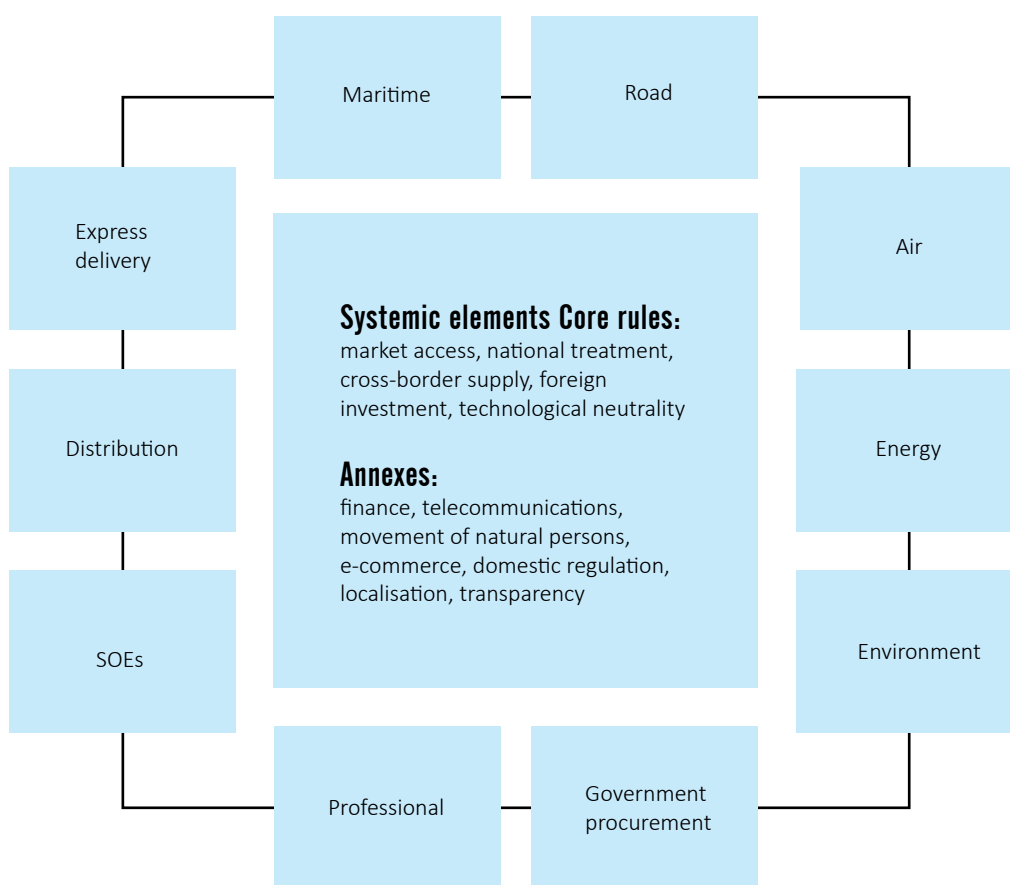 Maritime
Road
Express
delivery
Air
Systemic elements Core rules:
market access, national treatment,
cross-border supply, foreign
investment, technological neutrality
Distribution
Energy
Annexes:
finance, telecommunications,
movement of natural persons,
e-commerce, domestic regulation,
localisation, transparency
SOEs
Environment
Professional
Government
procurement